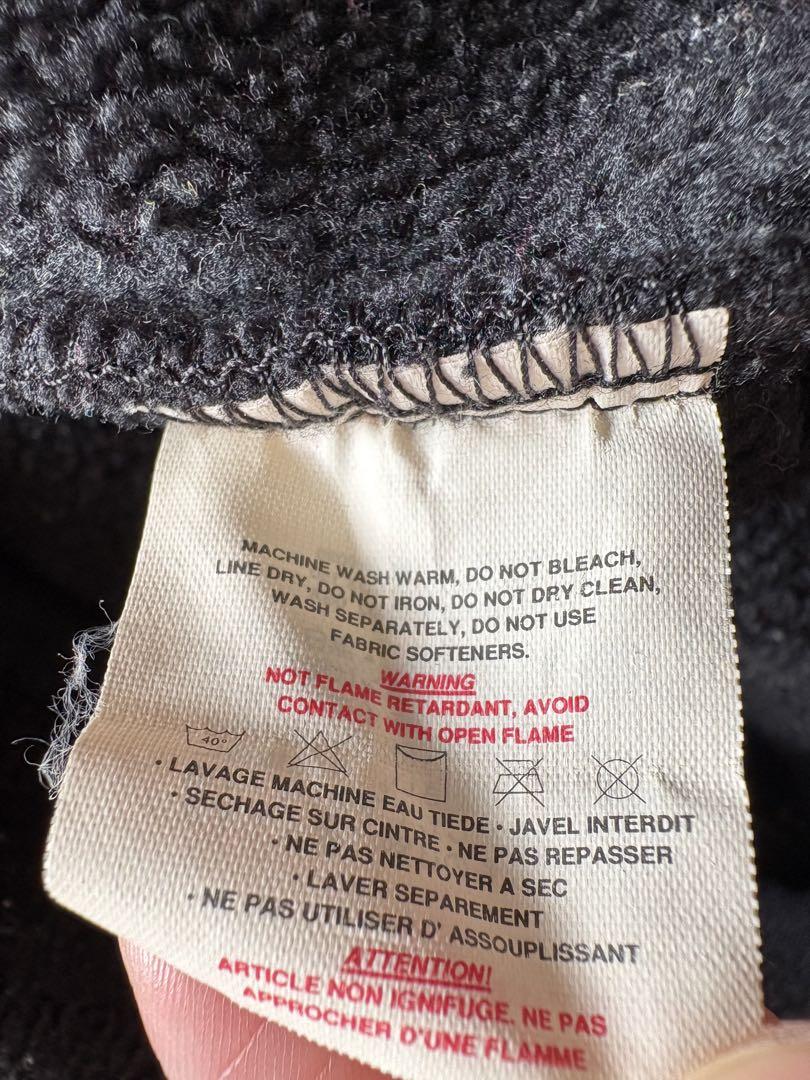 MACHINE WASH WARM, DO NOT BLEACH,
LINE DRY, DO NOT IRON, DO NOT DRY CLEAN,
WASH SEPARATELY, DO NOT USE
FABRIC SOFTENERS.
WARNING
NOT FLAME RETARDANT, AVOID
CONTACT WITH OPEN FLAME
40°
• LAVAGE MACHINE EAU TIEDE • JAVEL INTERDIT
• SECHAGE SUR CINTRE • NE PAS REPASSER
• NE PAS NETTOYER A SEC
• LAVER SEPAREMENT
• NE PAS UTILISER D' ASSOUPLISSANT
ATTENTION!
ARTICLE NON IGNIFUGE. NE PAS
APPROCHER D'UNE FLAMME